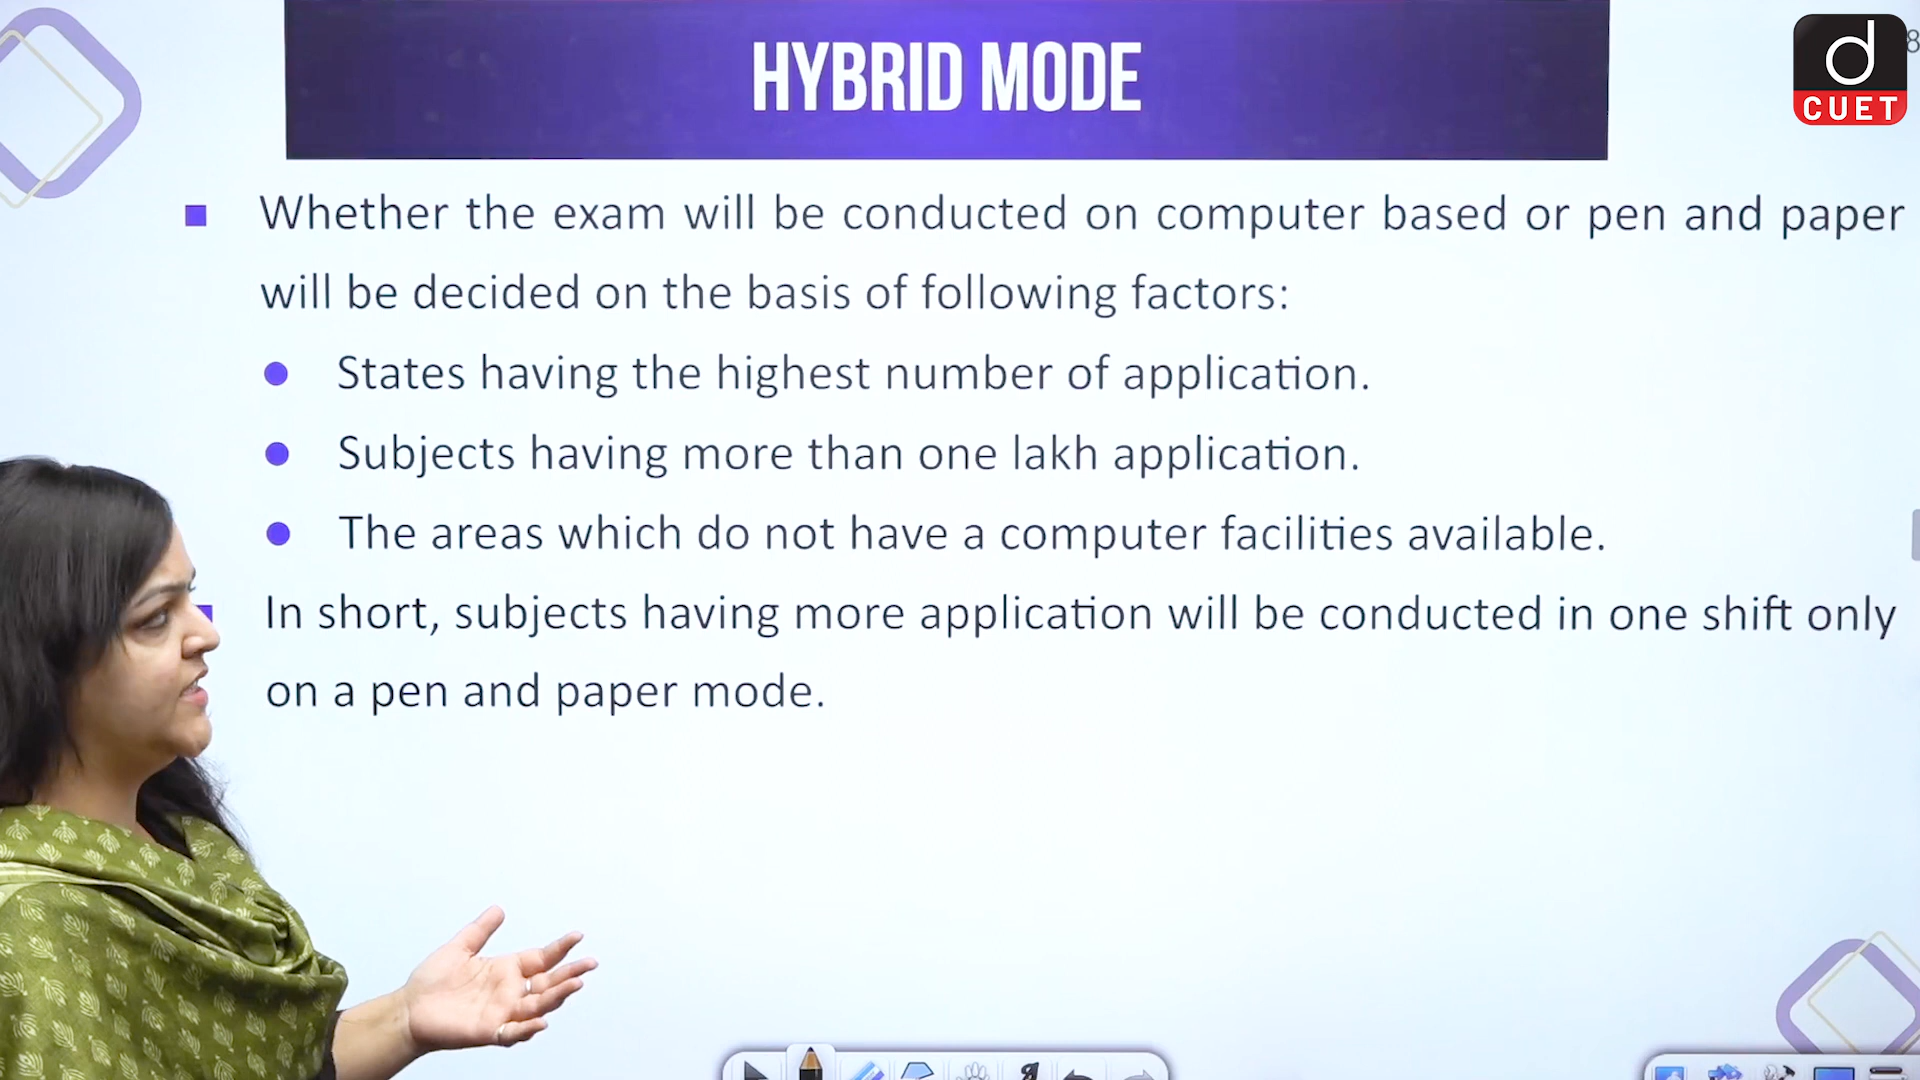 HYBRID MODE
d
8
CUET
Whether the exam will be conducted on computer based or pen and paper
will be decided on the basis of following factors:
States having the highest number of application.
Subjects having more than one lakh application.
The areas which do not have a computer facilities available.
In short, subjects having more application will be conducted in one shift only
on a pen and paper mode.